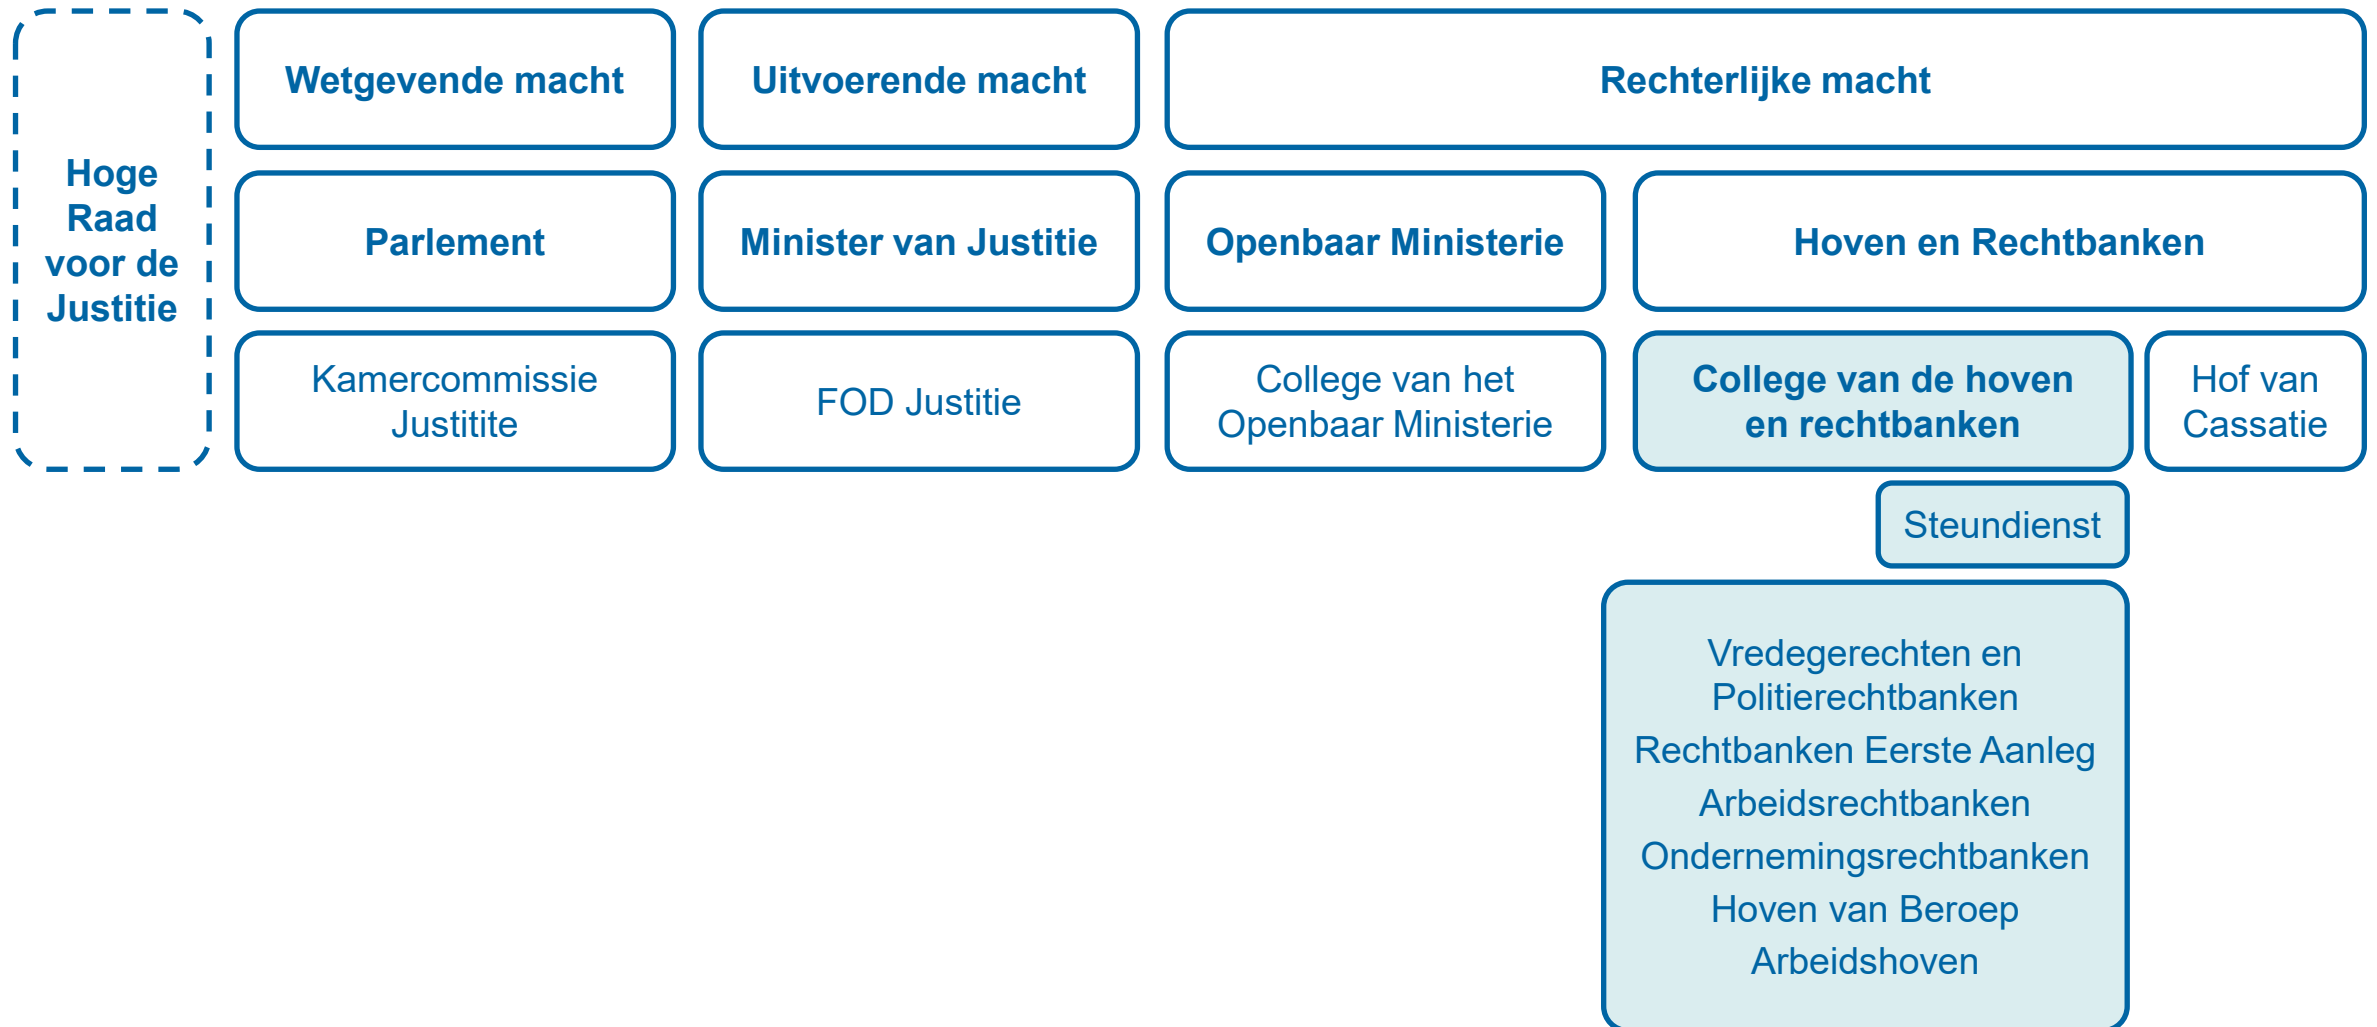 Hoge
Raad
voor de
Justitie
Wetgevende macht
Uitvoerende macht
Rechterlijke macht
Parlement
Minister van Justitie
Openbaar Ministerie
Hoven en Rechtbanken
Kamercommissie
Justitite
FOD Justitie
College van het
Openbaar Ministerie
College van de hoven
en rechtbanken
Hof van
Cassatie
Steundienst
Vredegerechten en
Politierechtbanken
Rechtbanken Eerste Aanleg
Arbeidsrechtbanken
Ondernemingsrechtbanken
Hoven van Beroep
Arbeidshoven